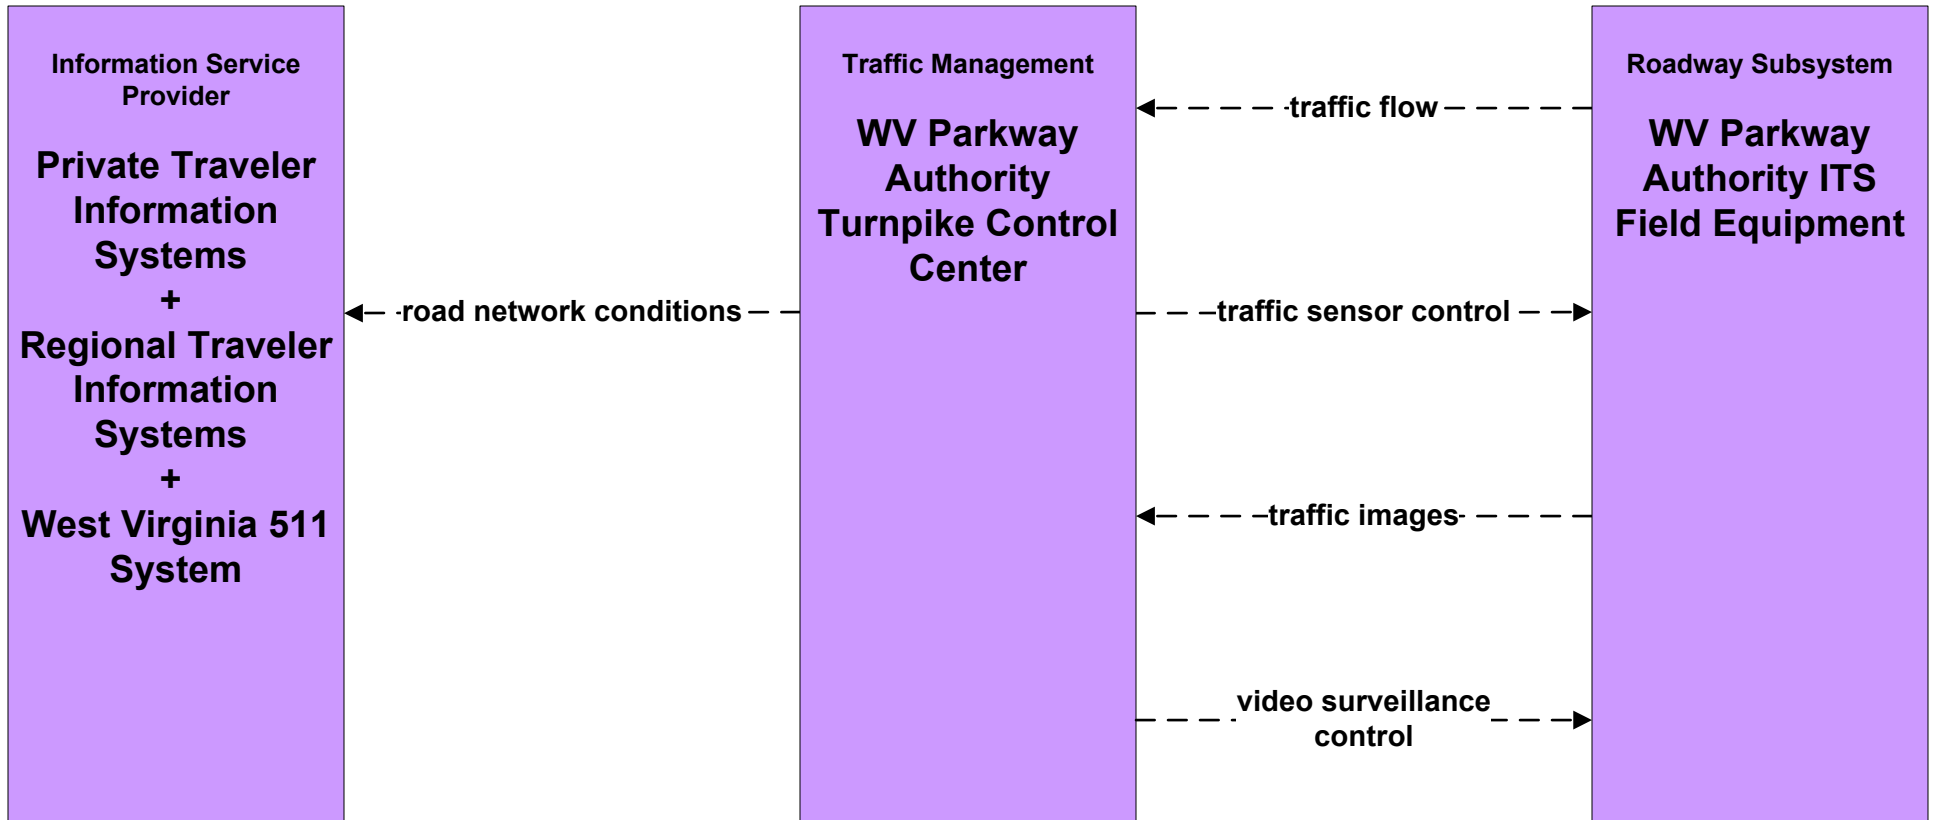 Information Service
Provider
Private Traveler
Information
Systems
+
Regional Traveler
Information
Systems
+
West Virginia 511
System
road network conditions
Traffic Management
WV Parkway
Authority
Turnpike Control
Center
traffic flow
traffic sensor control
traffic images
video surveillance
control
Roadway Subsystem
WV Parkway
Authority ITS
Field Equipment